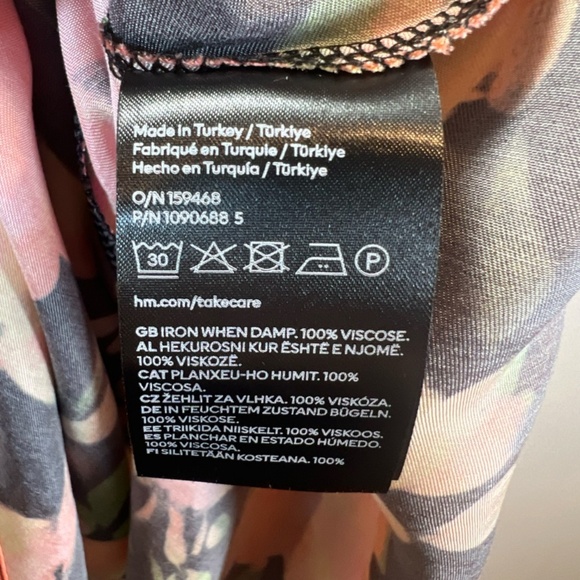 Made in Turkey / Türkiye
Fabriqué en Turquie / Türkiye
Hecho en Turquía / Türkiye
O/N 159468
P/N 1090688 5
30 P
hm.com/takecare
GB IRON WHEN DAMP. 100% VISCOSE.
AL HEKUROSNI KUR ËSHTË E NJOMË.
100% VISKOZË.
CAT PLANXEU-HO HUMIT. 100%
VISCOSA.
CZ ŽEHLIT ZA VLHKA. 100% VISKÓZA.
DE IN FEUCHTEM ZUSTAND BÜGELN.
100% VISKOSE.
EE TRIIKIDA NIISKELT. 100% VISKOOS.
ES PLANCHAR EN ESTADO HÚMEDO.
100% VISCOSA.
FI SILITETÄÄN KOSTEANA. 100%